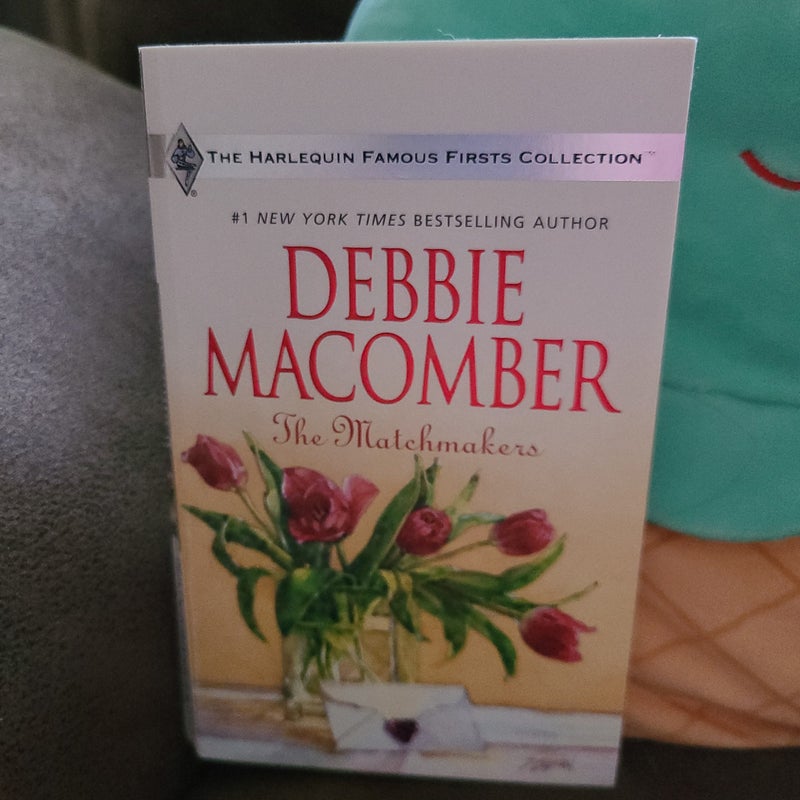 THE HARLEQUIN FAMOUS FIRSTS COLLECTION™
®
#1 NEW YORK TIMES BESTSELLING AUTHOR
DEBBIE
MACOMBER
The Matchmakers